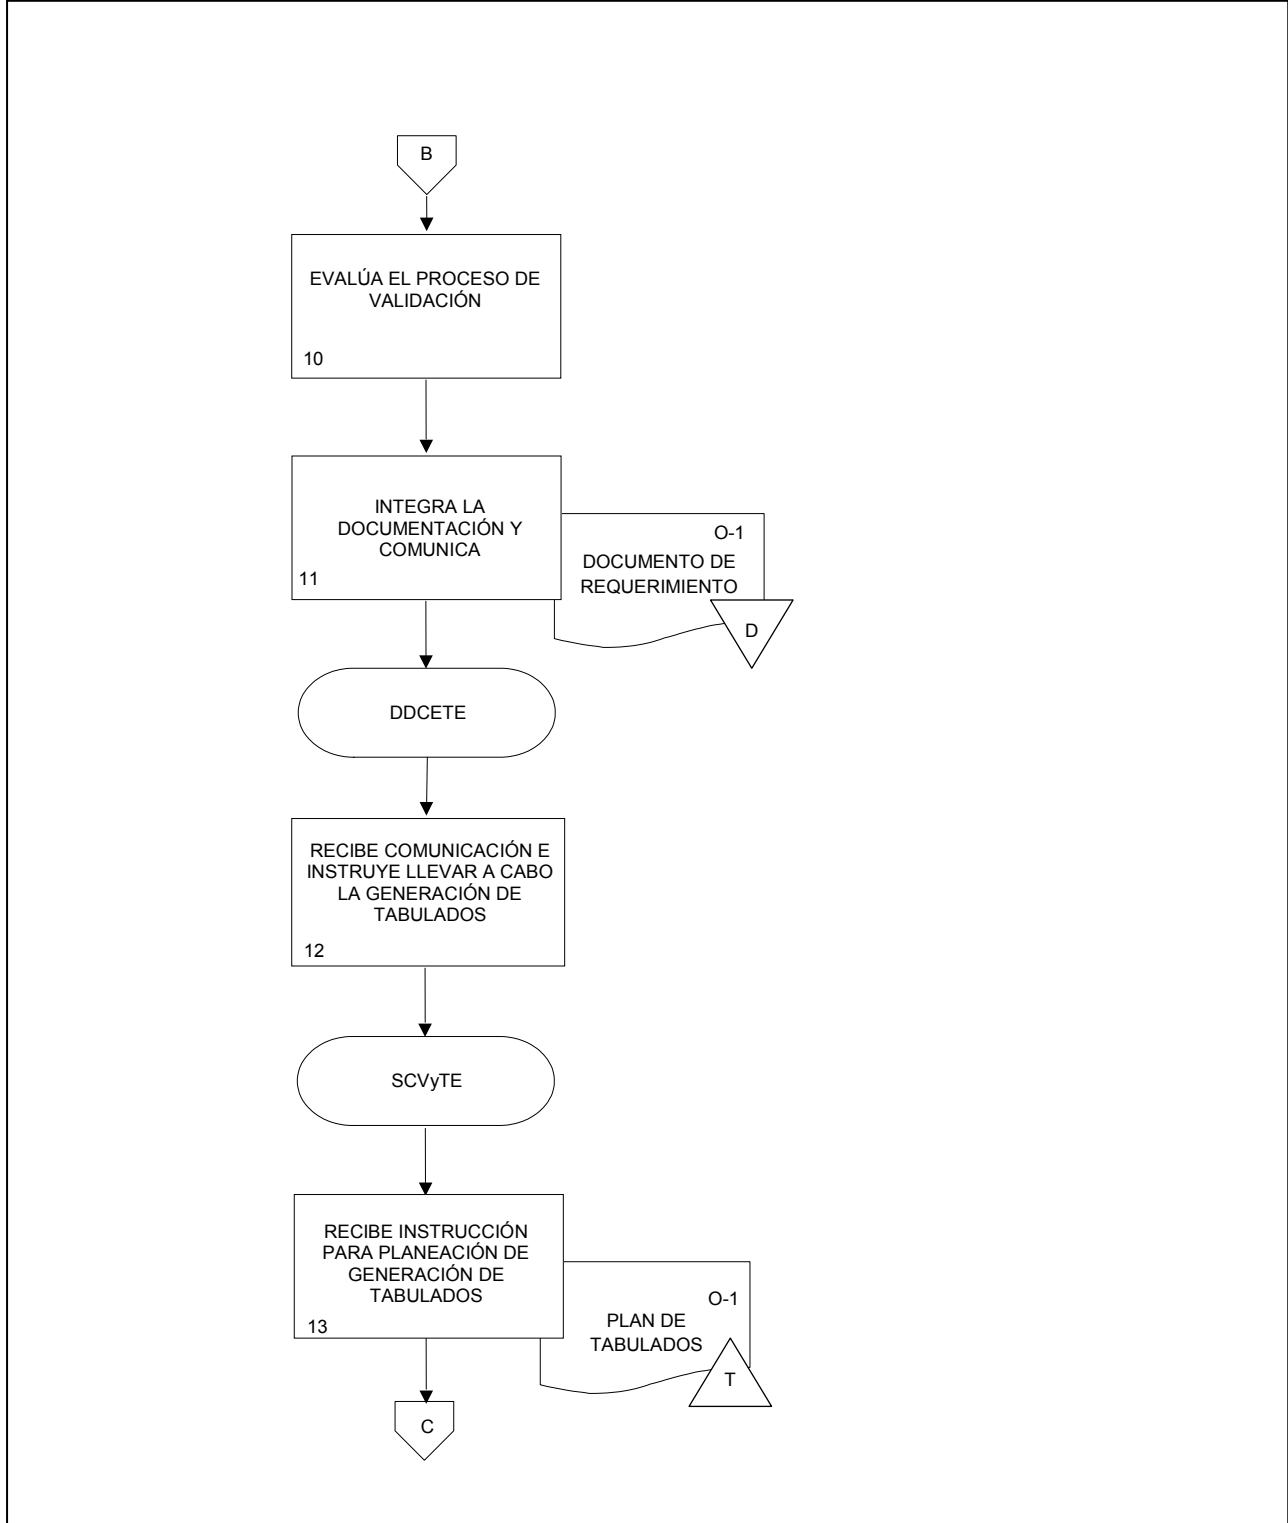 B
EVALÚA EL PROCESO DE
VALIDACIÓN
10
INTEGRA LA
DOCUMENTACIÓN Y
COMUNICA
11
O-1
DOCUMENTO DE
REQUERIMIENTO
D
DDCETE
RECIBE COMUNICACIÓN E
INSTRUYE LLEVAR A CABO
LA GENERACIÓN DE
TABULADOS
12
SCVyTE
RECIBE INSTRUCCIÓN
PARA PLANEACIÓN DE
GENERACIÓN DE
TABULADOS
13
O-1
PLAN DE
TABULADOS
T
C